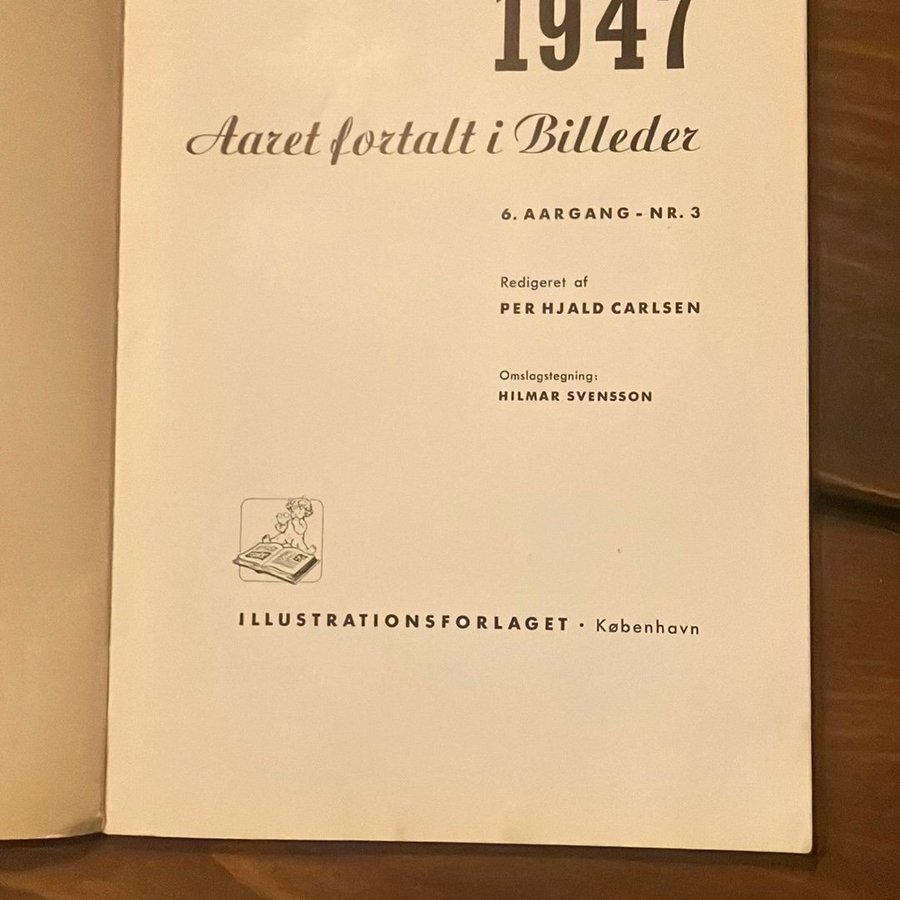 1947
Aaret fortalt i Billeder
6. AARGANG - NR. 3
Redigeret af
PER HJALD CARLSEN
Omslagstegning:
HILMAR SVENSSON
ILLUSTRATIONSFORLAGET · København